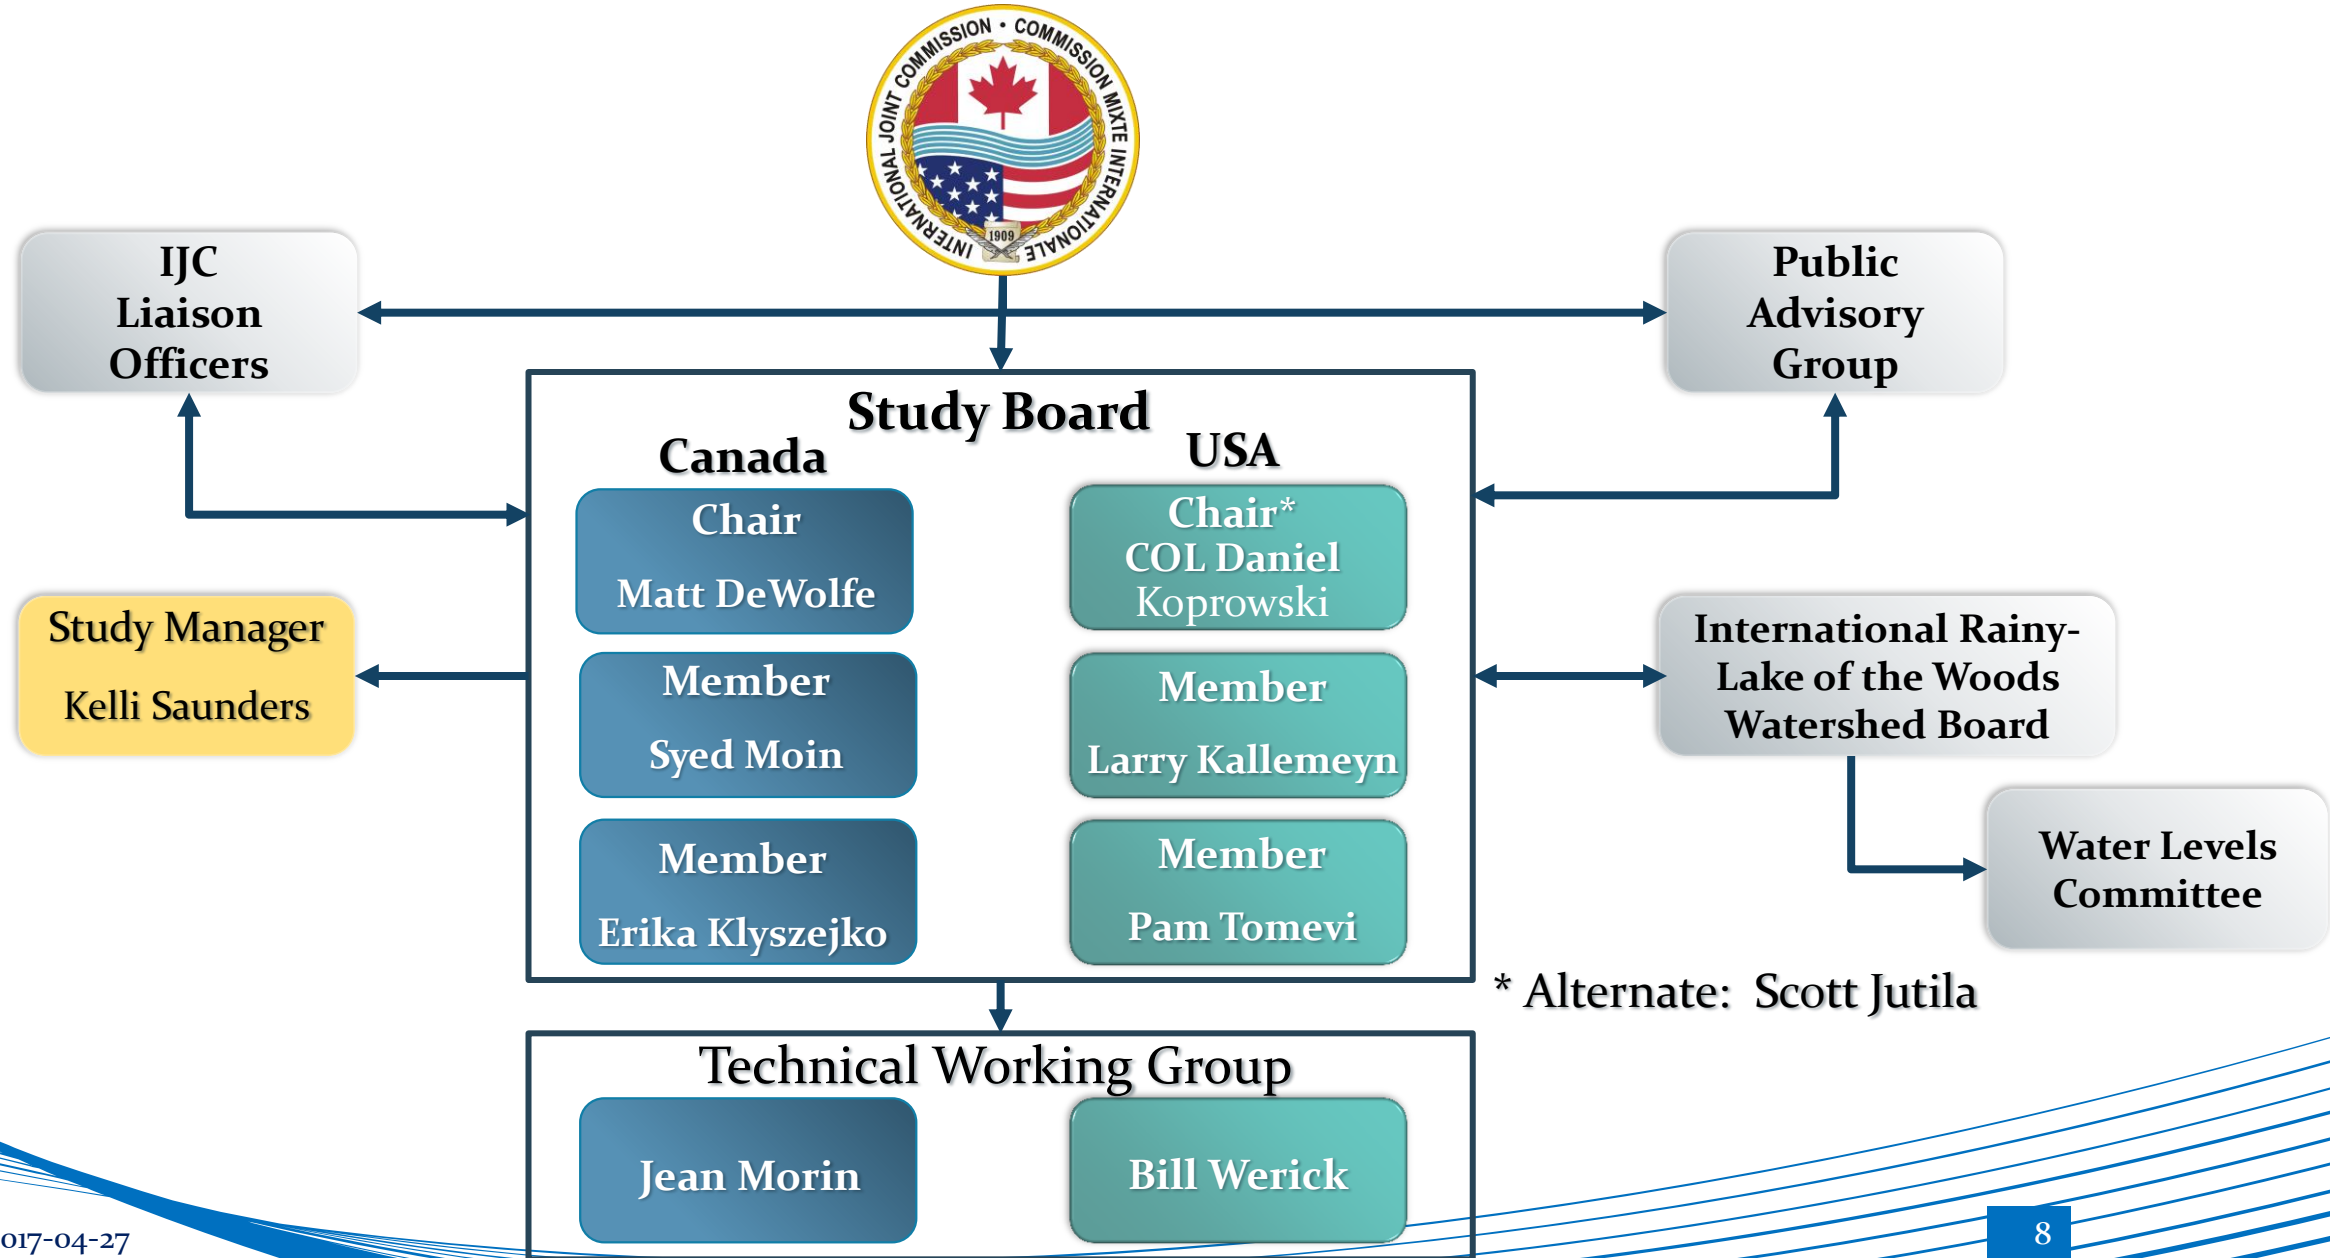 INTERNATIONAL JOINT COMMISSION • COMMISSION MIXTE INTERNATIONALE
1909
IJC
Liaison
Officers
Public
Advisory
Group
Study Board
Canada
USA
Chair
Matt DeWolfe
Chair*
COL Daniel
Koprowski
Study Manager
Kelli Saunders
Member
Syed Moin
Member
Larry Kallemeyn
International Rainy-
Lake of the Woods
Watershed Board
Member
Erika Klyszejko
Member
Pam Tomevi
Water Levels
Committee
* Alternate: Scott Jutila
Technical Working Group
Jean Morin
Bill Werick
017-04-27
8